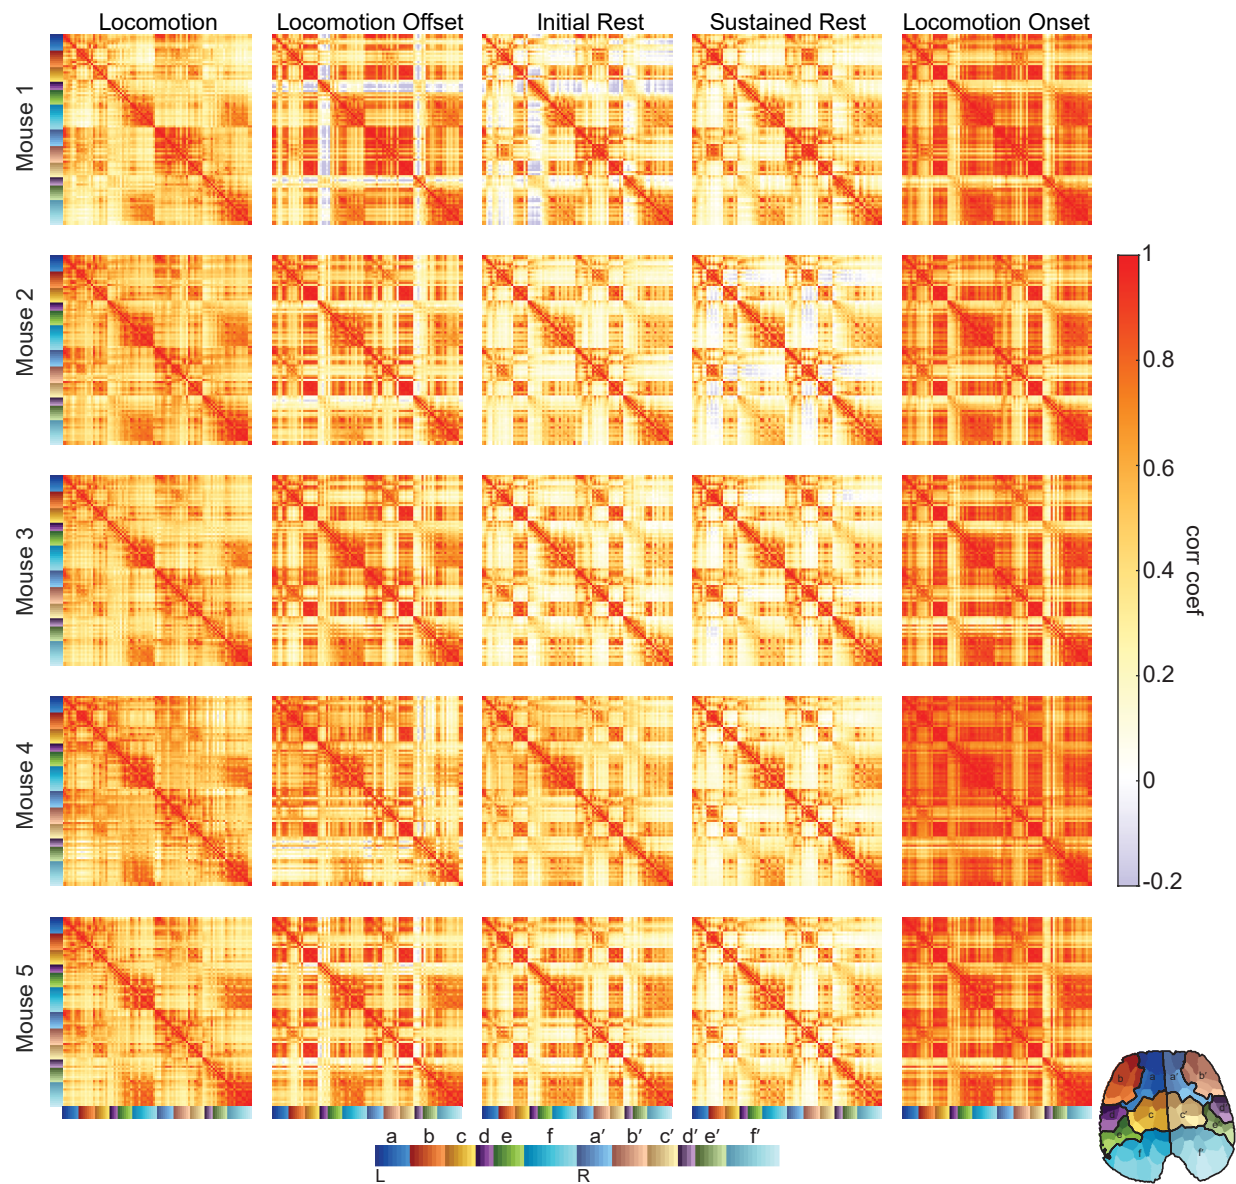 Locomotion Locomotion Offset Initial Rest Sustained Rest Locomotion Onset
Mouse 1
Mouse 2
Mouse 3
Mouse 4
Mouse 5
1
0.8
0.6
0.4
0.2
0
-0.2
corr coef
a b c d e f a′ b′ c′ d′ e′ f′
L R
b a a′ b′
c c′
e e′
f f′